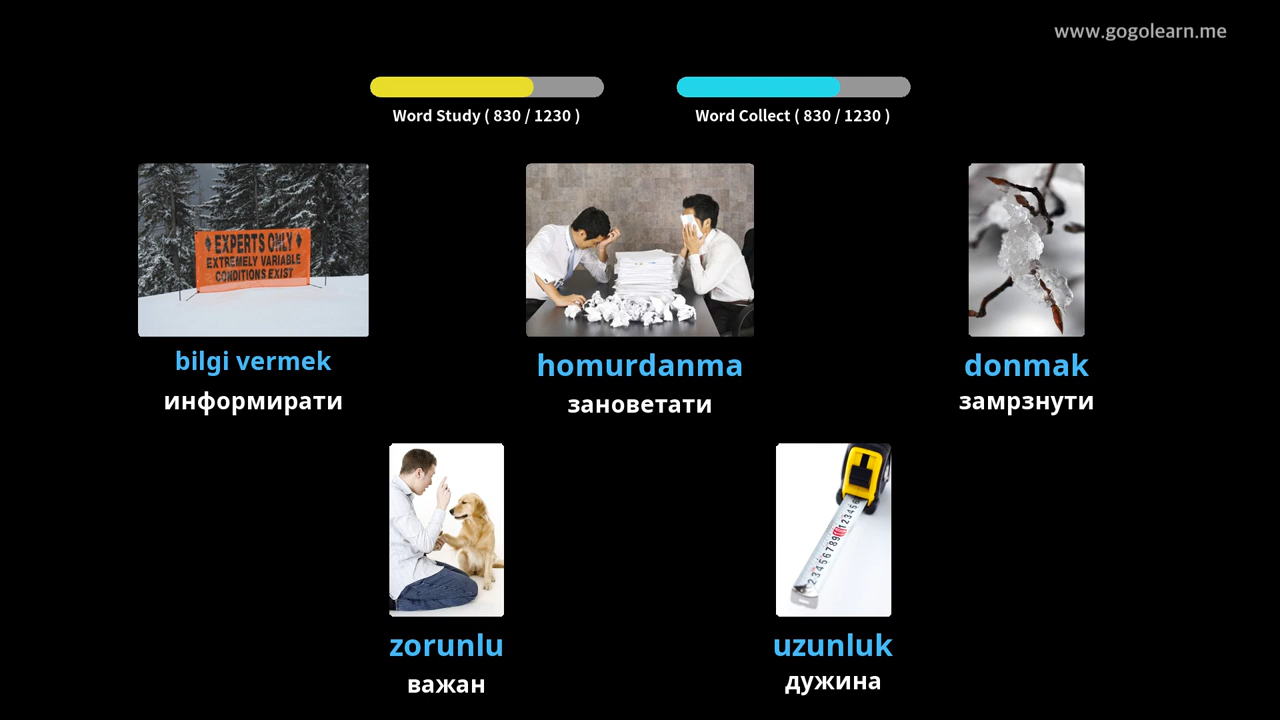 www.gogolearn.me
Word Study ( 830 / 1230 )
Word Collect ( 830 / 1230 )
EXPERTS ONLY
EXTREMELY VARIABLE
CONDITIONS EXIST
bilgi vermek
информирати
homurdanma
зановетати
donmak
замрзнути
zorunlu
важан
uzunluk
дужина